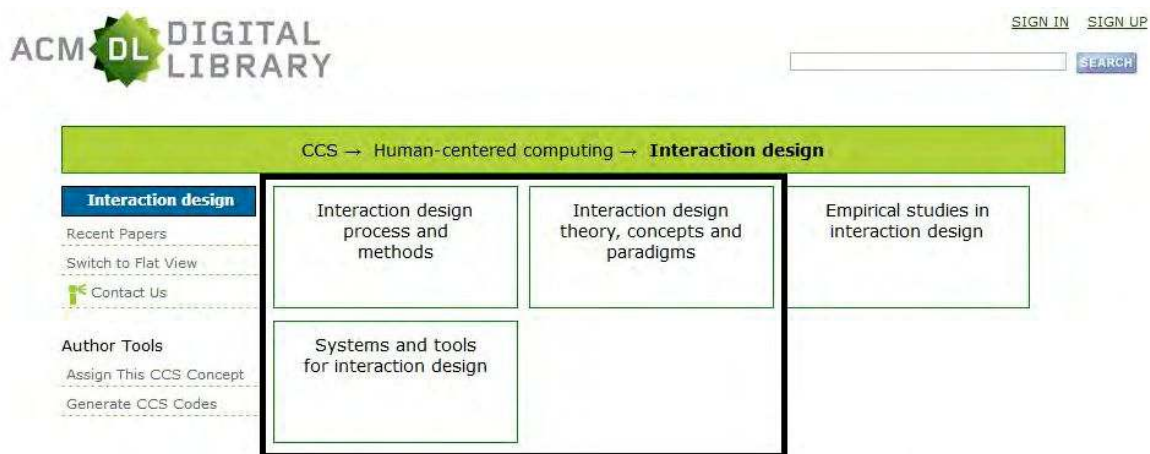 ACM DL DIGITAL
LIBRARY
SIGN IN SIGN UP
SEARCH
CCS → Human-centered computing → Interaction design
Interaction design
Recent Papers
Switch to Flat View
Contact Us
Author Tools
Assign This CCS Concept
Generate CCS Codes
Interaction design
process and
methods
Interaction design
theory, concepts and
paradigms
Empirical studies in
interaction design
Systems and tools
for interaction design